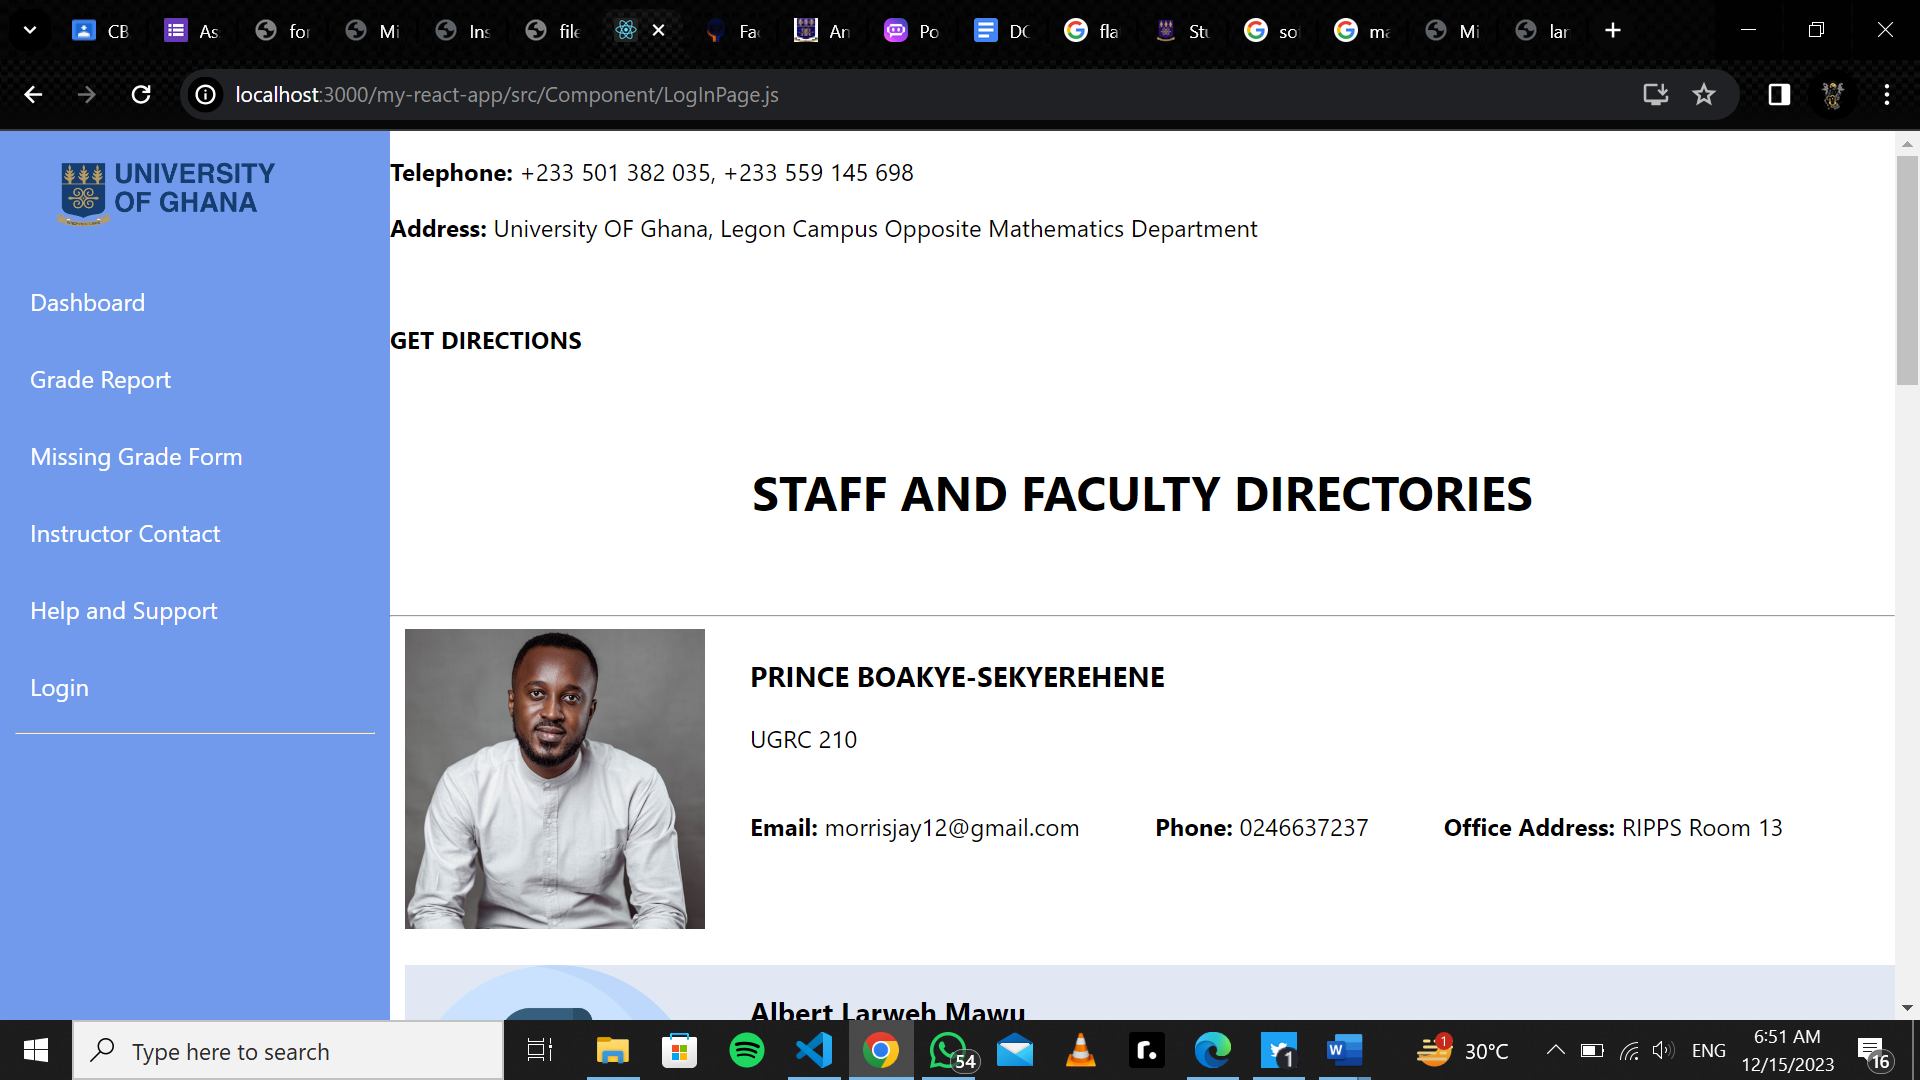 CB
As
for
Mi
Ins
file
Fac
An
Po
DC
fla
Stu
so
ma
Mi
lar
localhost:3000/my-react-app/src/Component/LogInPage.js
UNIVERSITY
OF GHANA
Dashboard
Grade Report
Missing Grade Form
Instructor Contact
Help and Support
Login
Telephone: +233 501 382 035, +233 559 145 698
Address: University OF Ghana, Legon Campus Opposite Mathematics Department
GET DIRECTIONS
STAFF AND FACULTY DIRECTORIES
PRINCE BOAKYE-SEKYEREHENE
UGRC 210
Email: morrisjay12@gmail.com Phone: 0246637237 Office Address: RIPPS Room 13
Albert Larweh Mawu
Type here to search
54
1
1
30°C
ENG
6:51 AM
12/15/2023
16